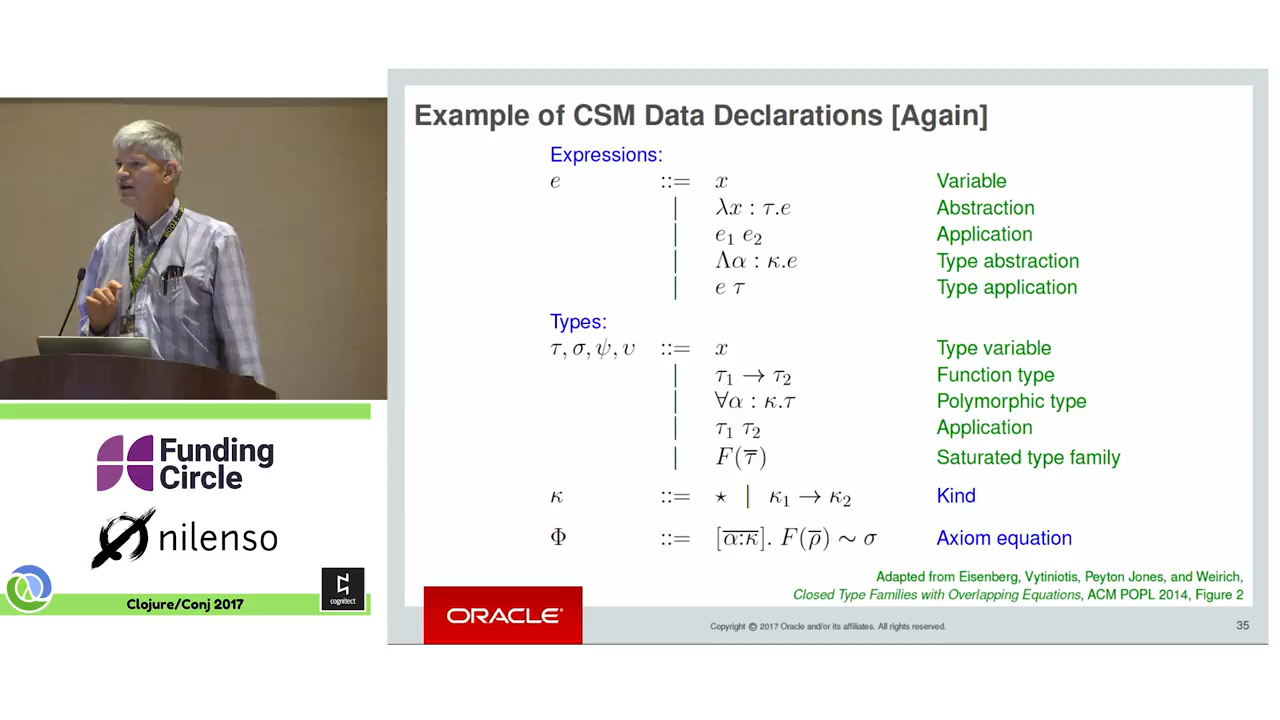 Example of CSM Data Declarations [Again]
Expressions:
e ::= x Variable
| λx : τ.e Abstraction
| e₁ e₂ Application
| Λα : κ.e Type abstraction
| e τ Type application
Types:
τ, σ, ψ, υ ::= x Type variable
| τ₁ → τ₂ Function type
| ∀α : κ.τ Polymorphic type
| τ₁ τ₂ Application
| F(τ̅) Saturated type family
κ ::= ⋆ | κ₁ → κ₂ Kind
Φ ::= [α̅:̅κ̅]. F(ρ̅) ∼ σ Axiom equation
Adapted from Eisenberg, Vytiniotis, Peyton Jones, and Weirich,
Closed Type Families with Overlapping Equations, ACM POPL 2014, Figure 2
ORACLE®
Copyright © 2017 Oracle and/or its affiliates. All rights reserved.
35
Funding
Circle
nilenso
Clojure/Conj 2017
cognitect